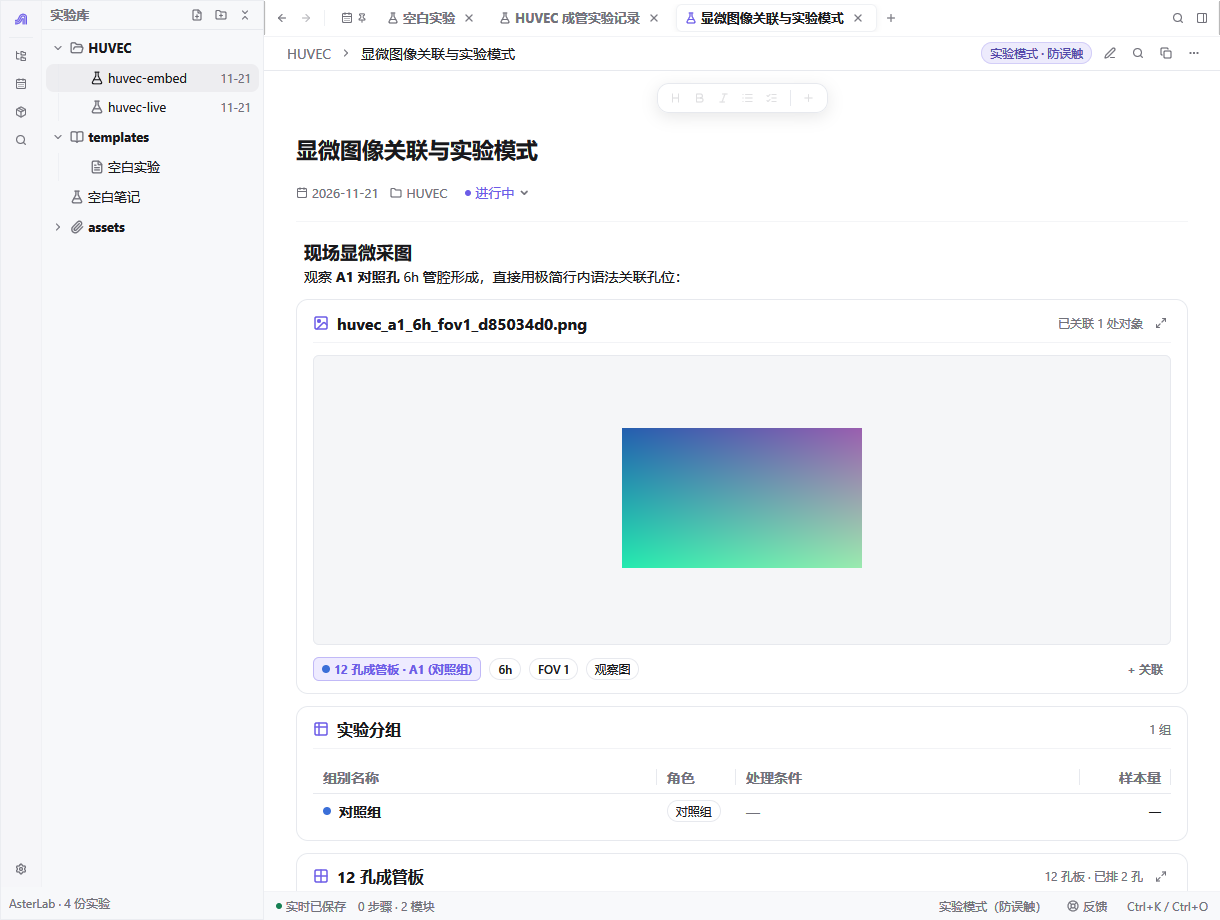 实验库
空白实验
HUVEC 成管实验记录
显微图像关联与实验模式
HUVEC
huvec-embed 11-21
huvec-live 11-21
templates
空白实验
空白笔记
assets
AsterLab · 4 份实验
HUVEC 显微图像关联与实验模式
实验模式 · 防误触
H B I
显微图像关联与实验模式
2026-11-21 HUVEC 进行中
现场显微采图
观察 A1 对照孔 6h 管腔形成，直接用极简行内语法关联孔位：
huvec_a1_6h_fov1_d85034d0.png 已关联 1 处对象
12 孔成管板 · A1 (对照组) 6h FOV 1 观察图 + 关联
实验分组 1 组
组别名称 角色 处理条件 样本量
对照组 对照组 — —
12 孔成管板 12 孔板 · 已排 2 孔
实时已保存 0 步骤 · 2 模块 实验模式（防误触） 反馈 Ctrl+K / Ctrl+O